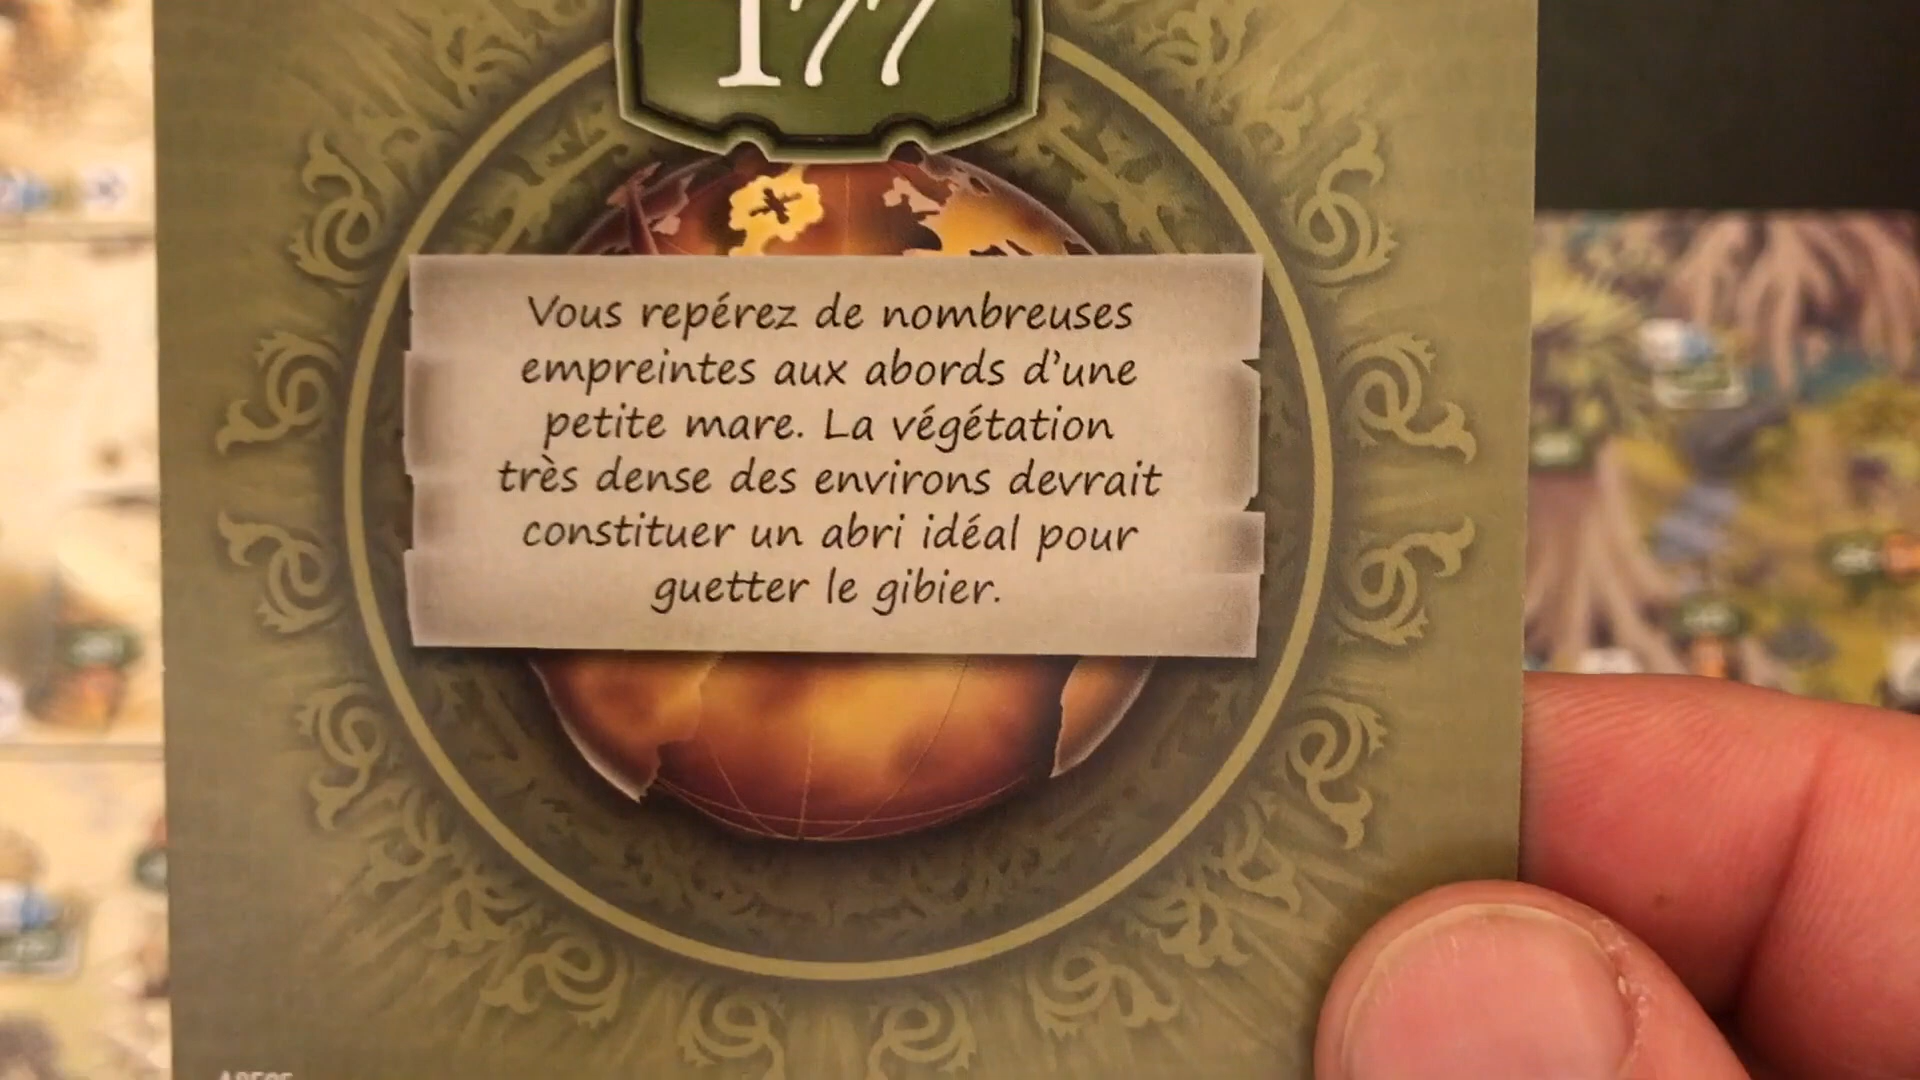 177
Vous repérez de nombreuses
empreintes aux abords d'une
petite mare. La végétation
très dense des environs devrait
constituer un abri idéal pour
guetter le gibier.